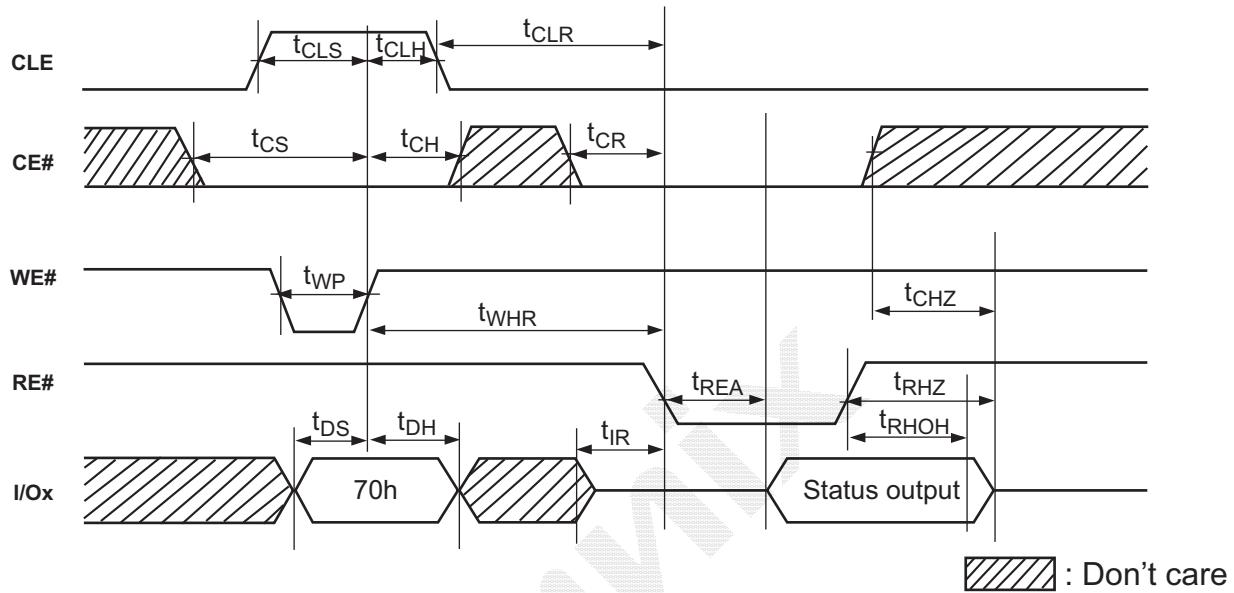 tCLS tCLH tCLR
CLE
tCS tCH tCR
CE#
WE# tWP tCHZ
tWHR
RE# tREA tRHZ
tDS tDH tIR tRHOH
I/Ox 70h Status output
: Don't care